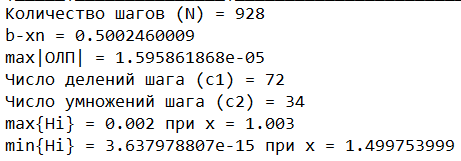 Количество шагов (N) = 928
b-xn = 0.5002460009
max|ОЛП| = 1.595861868e-05
Число делений шага (c1) = 72
Число умножений шага (c2) = 34
max{Hi} = 0.002 при x = 1.003
min{Hi} = 3.637978807e-15 при x = 1.499753999